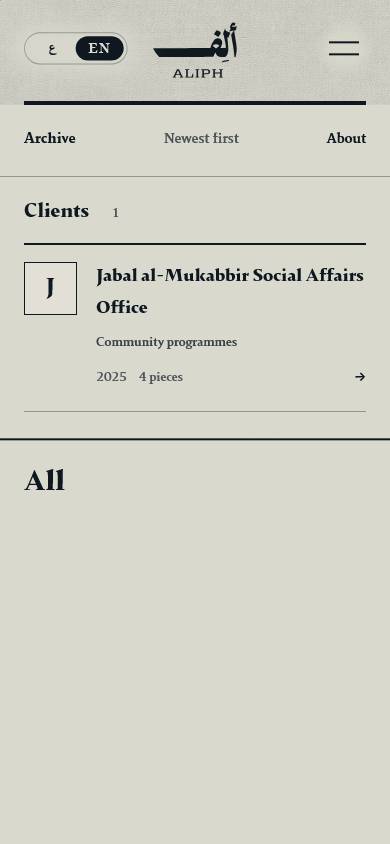 ع EN
ألف
ALIPH
Archive Newest first About
Clients 1
J
Jabal al-Mukabbir Social Affairs
Office
Community programmes
2025 4 pieces →
All